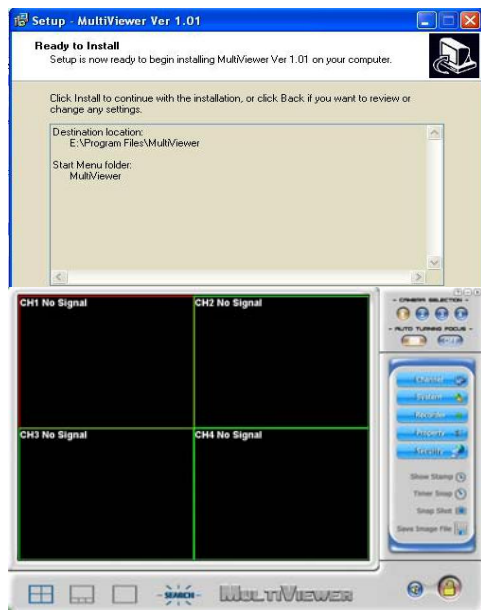 Setup - MultiViewer Ver 1.01
Ready to Install
Setup is now ready to begin installing MultiViewer Ver 1.01 on your computer.
Click Install to continue with the installation, or click Back if you want to review or
change any settings.
Destination location:
E:\Program Files\MultiViewer
Start Menu folder:
MultiViewer
CH1 No Signal
CH2 No Signal
- CAMERA SELECTION -
- AUTO TURNING FOCUS -
Channel
System
Recorder
Property
CH3 No Signal
CH4 No Signal
Show Stamp
Timer Snap
Snap Shot
Save Image File
- SEARCH -
MULTIVIEWER